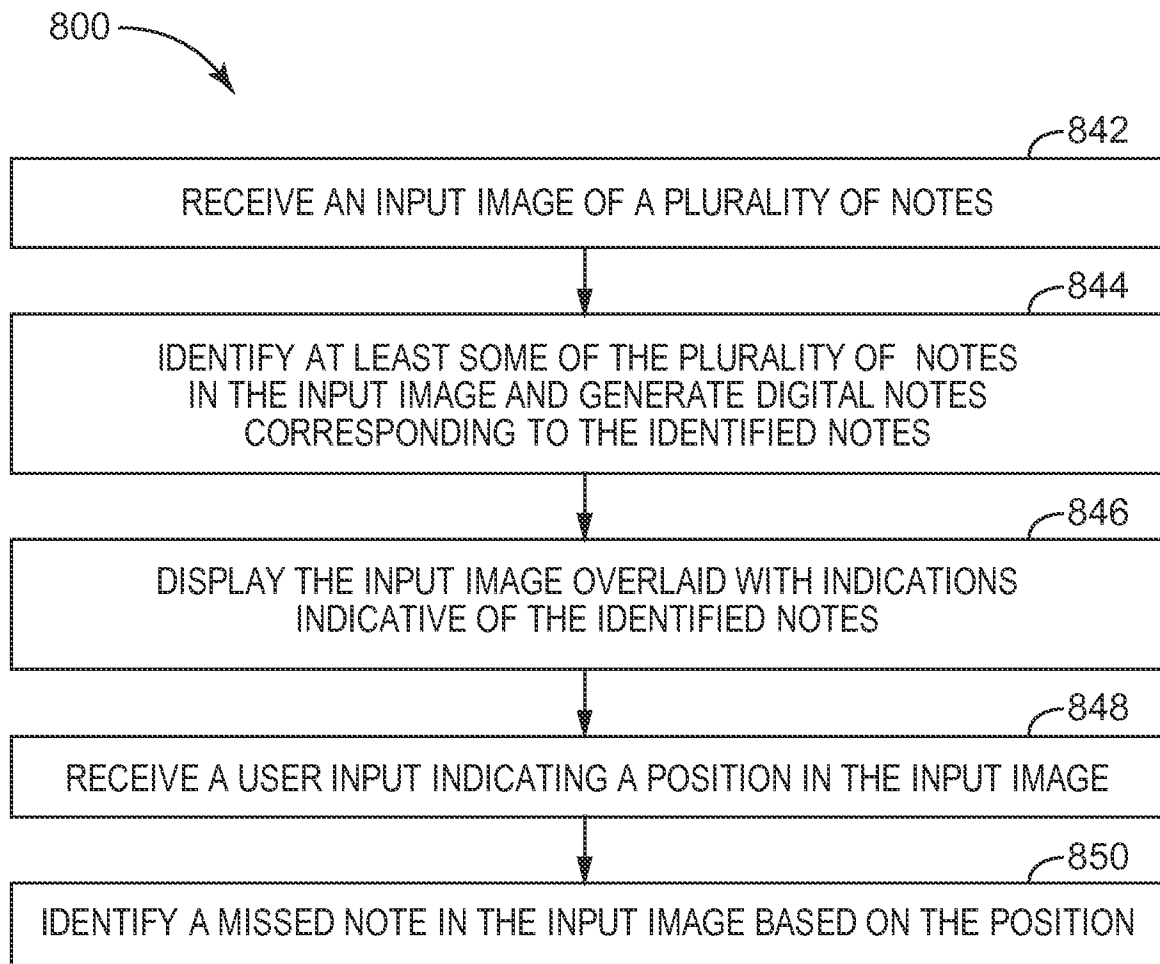 800
842
RECEIVE AN INPUT IMAGE OF A PLURALITY OF NOTES
844
IDENTIFY AT LEAST SOME OF THE PLURALITY OF NOTES
IN THE INPUT IMAGE AND GENERATE DIGITAL NOTES
CORRESPONDING TO THE IDENTIFIED NOTES
846
DISPLAY THE INPUT IMAGE OVERLAID WITH INDICATIONS
INDICATIVE OF THE IDENTIFIED NOTES
848
RECEIVE A USER INPUT INDICATING A POSITION IN THE INPUT IMAGE
850
IDENTIFY A MISSED NOTE IN THE INPUT IMAGE BASED ON THE POSITION